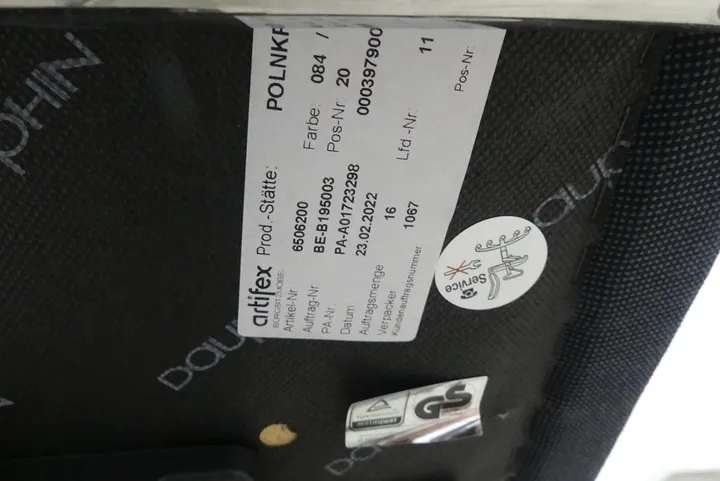 artifex Prod.-Stätte: POLNKF
Artikel-Nr 6506200
Auftrag-Nr. BE-B195003 Farbe: 084 /
PA-Nr PA-A01723298 Pos-Nr 20
Datum 23.02.2022 000397900
Auftragsmenge 16
Verpacker 1067 Lfd.-Nr: 11
Kundenauftragsnummer Pos-Nr:
Service
GS
DAUPHIN